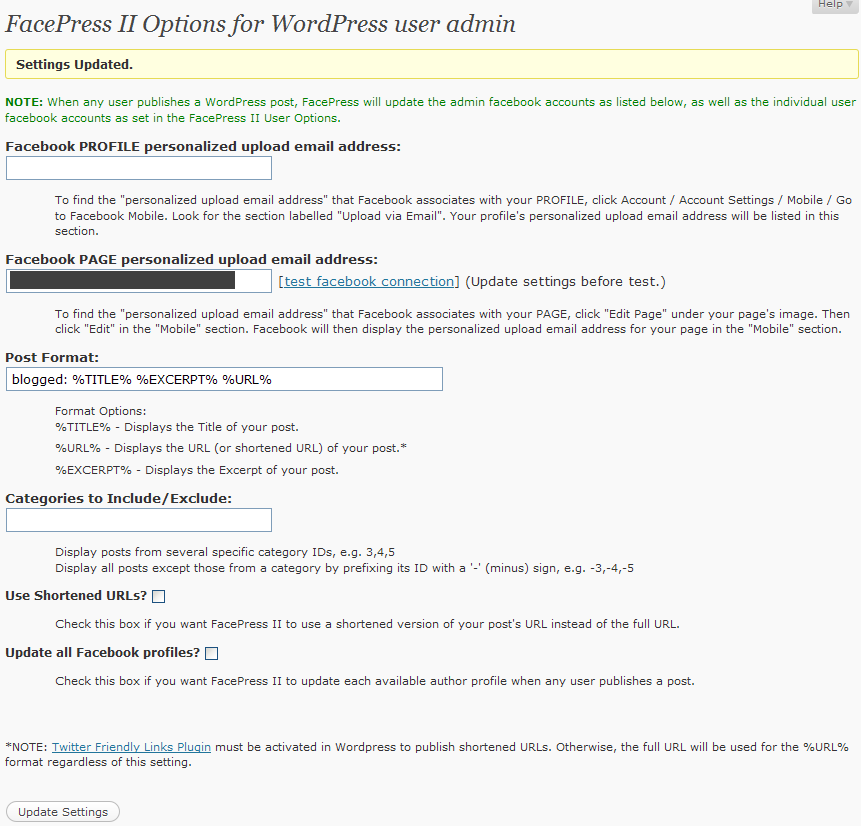 Help
FacePress II Options for WordPress user admin
Settings Updated.
NOTE: When any user publishes a WordPress post, FacePress will update the admin facebook accounts as listed below, as well as the individual user
facebook accounts as set in the FacePress II User Options.
Facebook PROFILE personalized upload email address:
To find the "personalized upload email address" that Facebook associates with your PROFILE, click Account / Account Settings / Mobile / Go
to Facebook Mobile. Look for the section labelled "Upload via Email". Your profile's personalized upload email address will be listed in this
section.
Facebook PAGE personalized upload email address:
[test facebook connection] (Update settings before test.)
To find the "personalized upload email address" that Facebook associates with your PAGE, click "Edit Page" under your page's image. Then
click "Edit" in the "Mobile" section. Facebook will then display the personalized upload email address for your page in the "Mobile" section.
Post Format:
blogged: %TITLE% %EXCERPT% %URL%
Format Options:
%TITLE% - Displays the Title of your post.
%URL% - Displays the URL (or shortened URL) of your post.*
%EXCERPT% - Displays the Excerpt of your post.
Categories to Include/Exclude:
Display posts from several specific category IDs, e.g. 3,4,5
Display all posts except those from a category by prefixing its ID with a '-' (minus) sign, e.g. -3,-4,-5
Use Shortened URLs?
Check this box if you want FacePress II to use a shortened version of your post's URL instead of the full URL.
Update all Facebook profiles?
Check this box if you want FacePress II to update each available author profile when any user publishes a post.
*NOTE: Twitter Friendly Links Plugin must be activated in Wordpress to publish shortened URLs. Otherwise, the full URL will be used for the %URL%
format regardless of this setting.
Update Settings